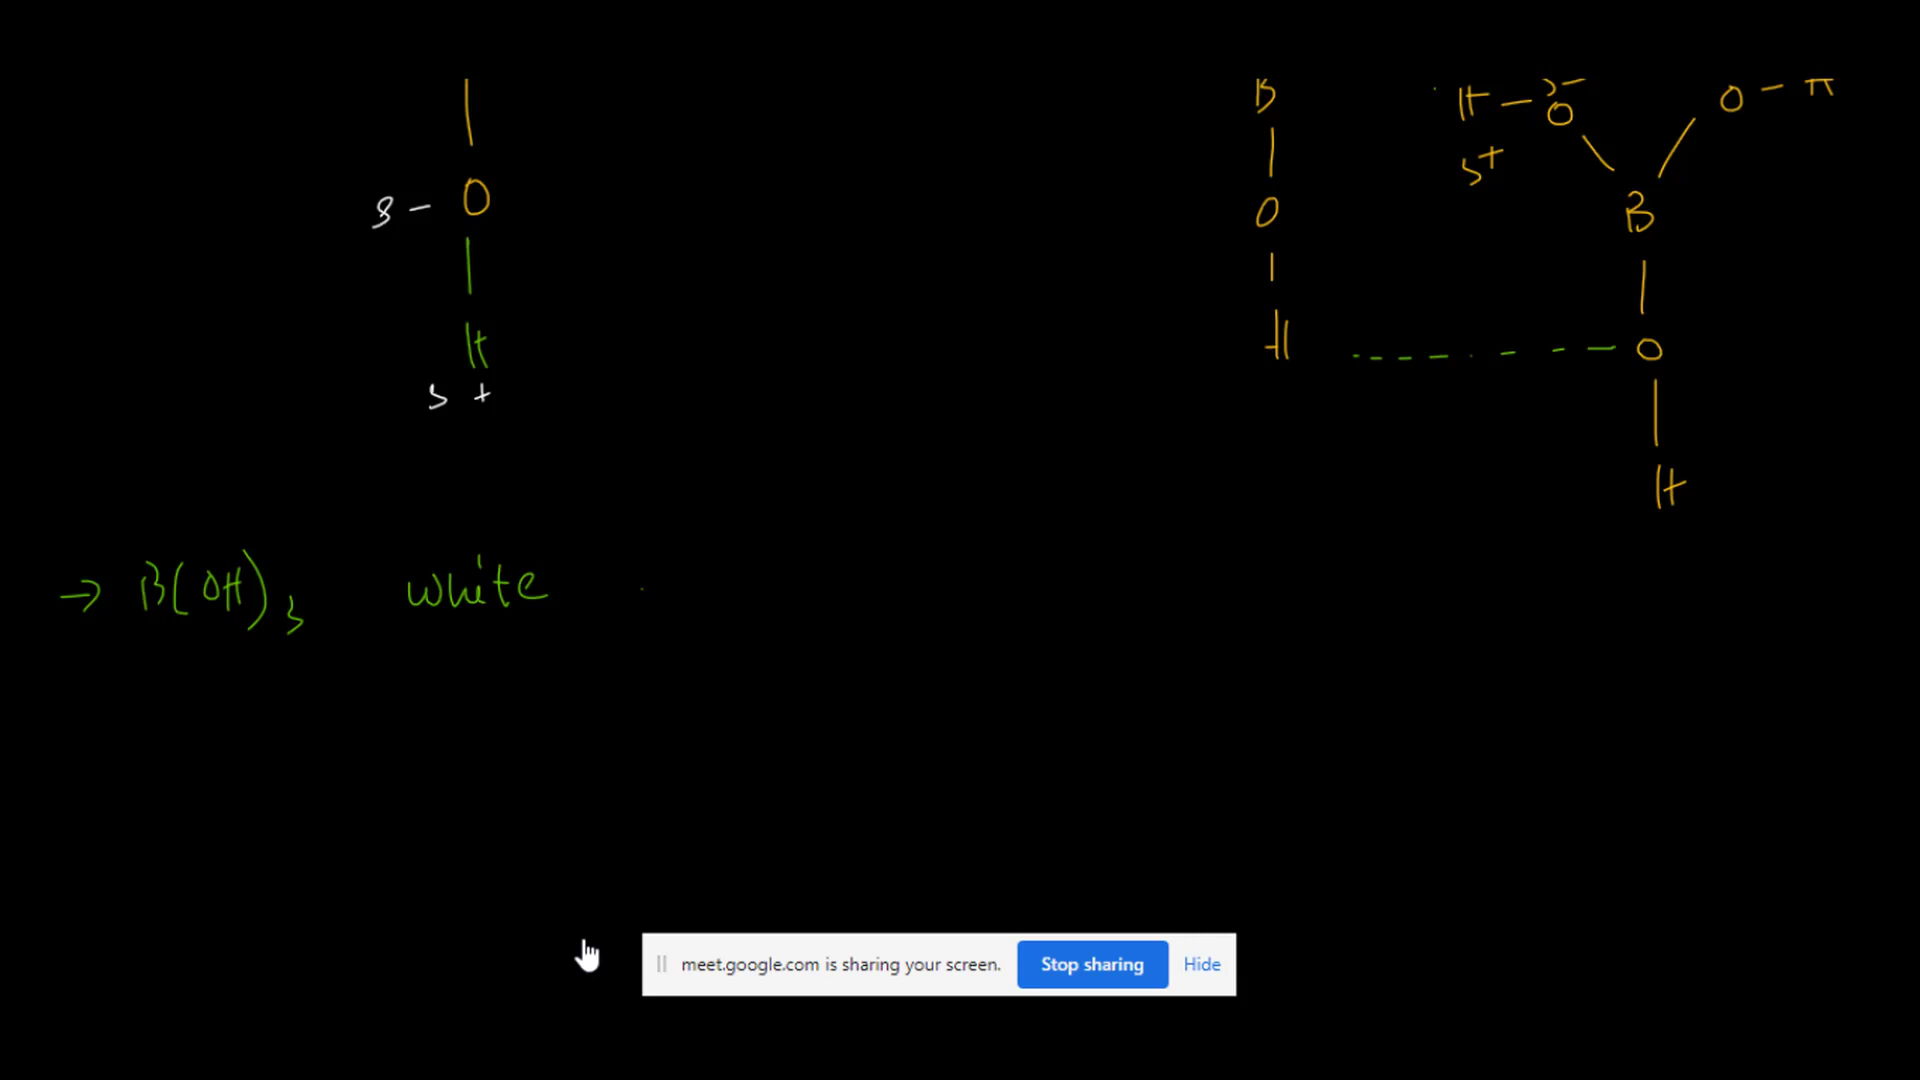 B H – O δ– O – H
δ+
δ – O O B
H H O
δ + H
→ B(OH)3 white
meet.google.com is sharing your screen. Stop sharing Hide